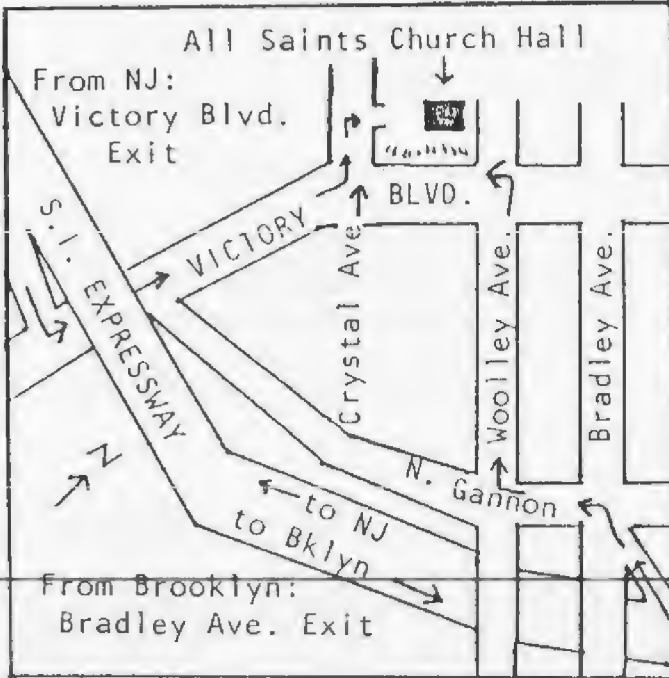 All Saints Church Hall
From NJ:
Victory Blvd.
Exit
VICTORY
BLVD.
S.I. EXPRESSWAY
Crystal Ave
Woolley Ave.
Bradley Ave.
N
N. Gannon
to NJ
to Bklyn
From Brooklyn:
Bradley Ave. Exit